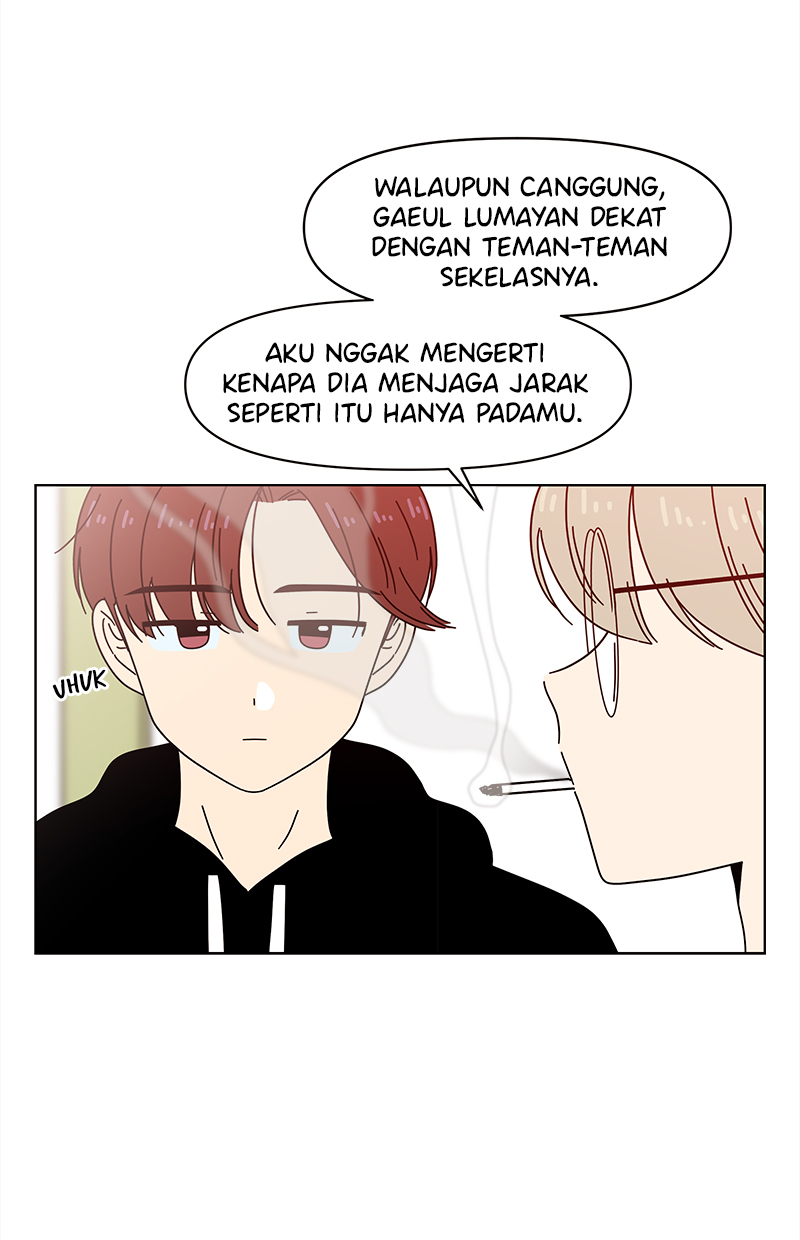 WALAUPUN CANGGUNG,
GAEUL LUMAYAN DEKAT
DENGAN TEMAN-TEMAN
SEKELASNYA.
AKU NGGAK MENGERTI
KENAPA DIA MENJAGA JARAK
SEPERTI ITU HANYA PADAMU.
UHUK